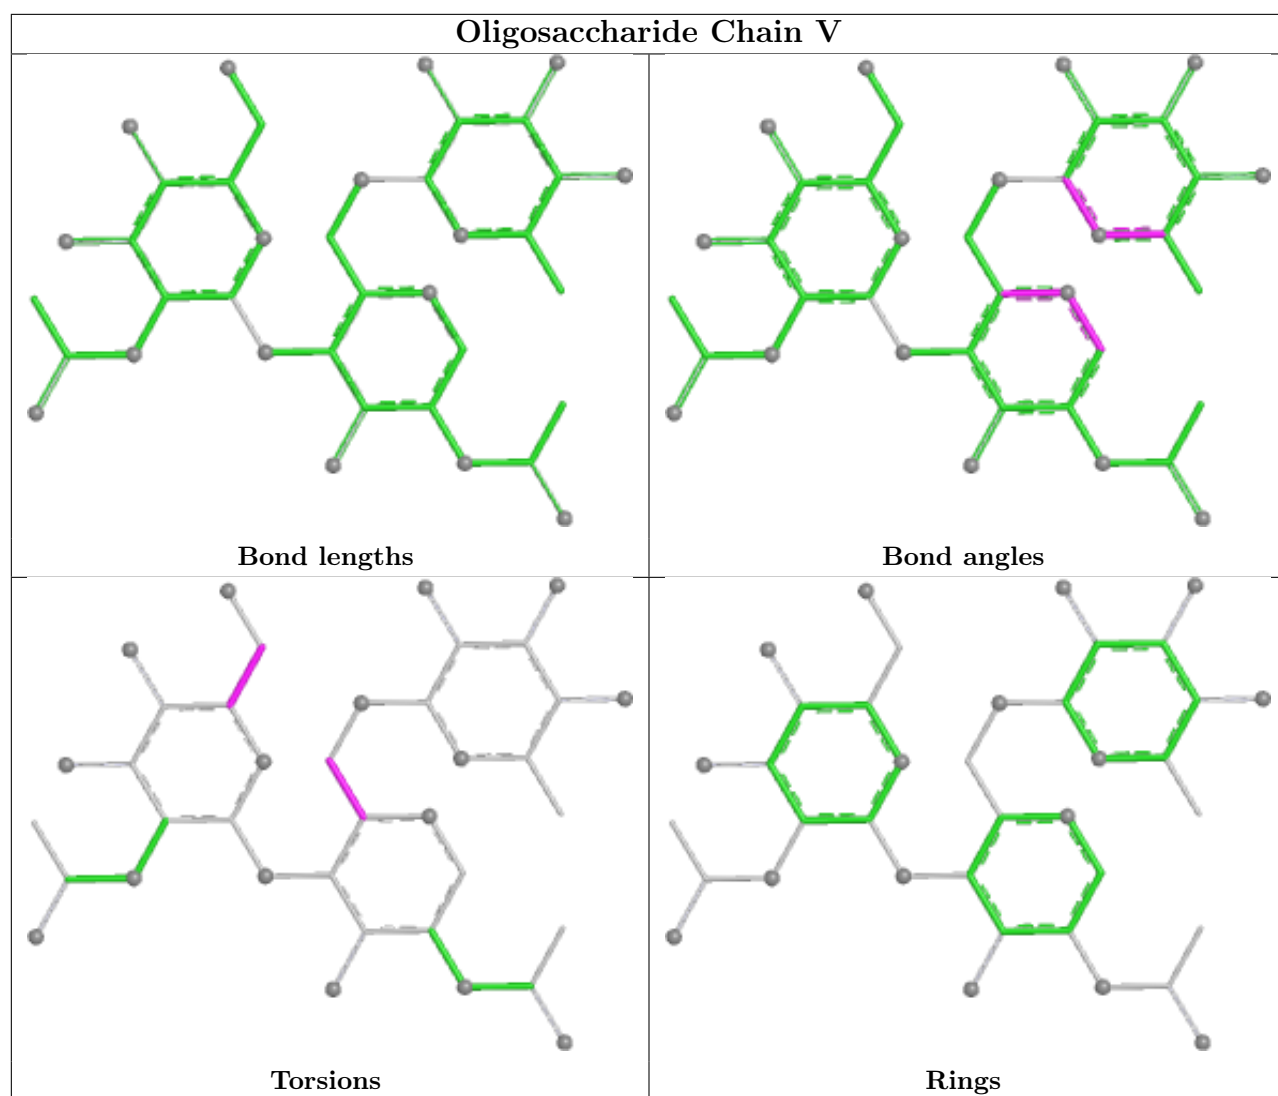 Oligosaccharide Chain V
Bond lengths
Bond angles
Torsions
Rings